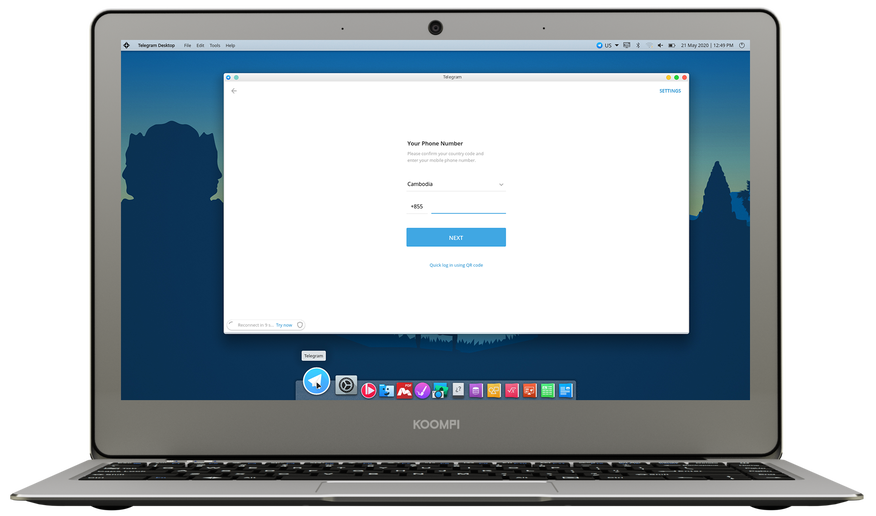 Telegram Desktop File Edit Tools Help US 21 May 2020 | 12:49 PM
Telegram
SETTINGS
Your Phone Number
Please confirm your country code and
enter your mobile phone number.
Cambodia
+855
NEXT
Quick log in using QR code
Reconnect in 9 s... Try now
Telegram
PDF
KOOMPI